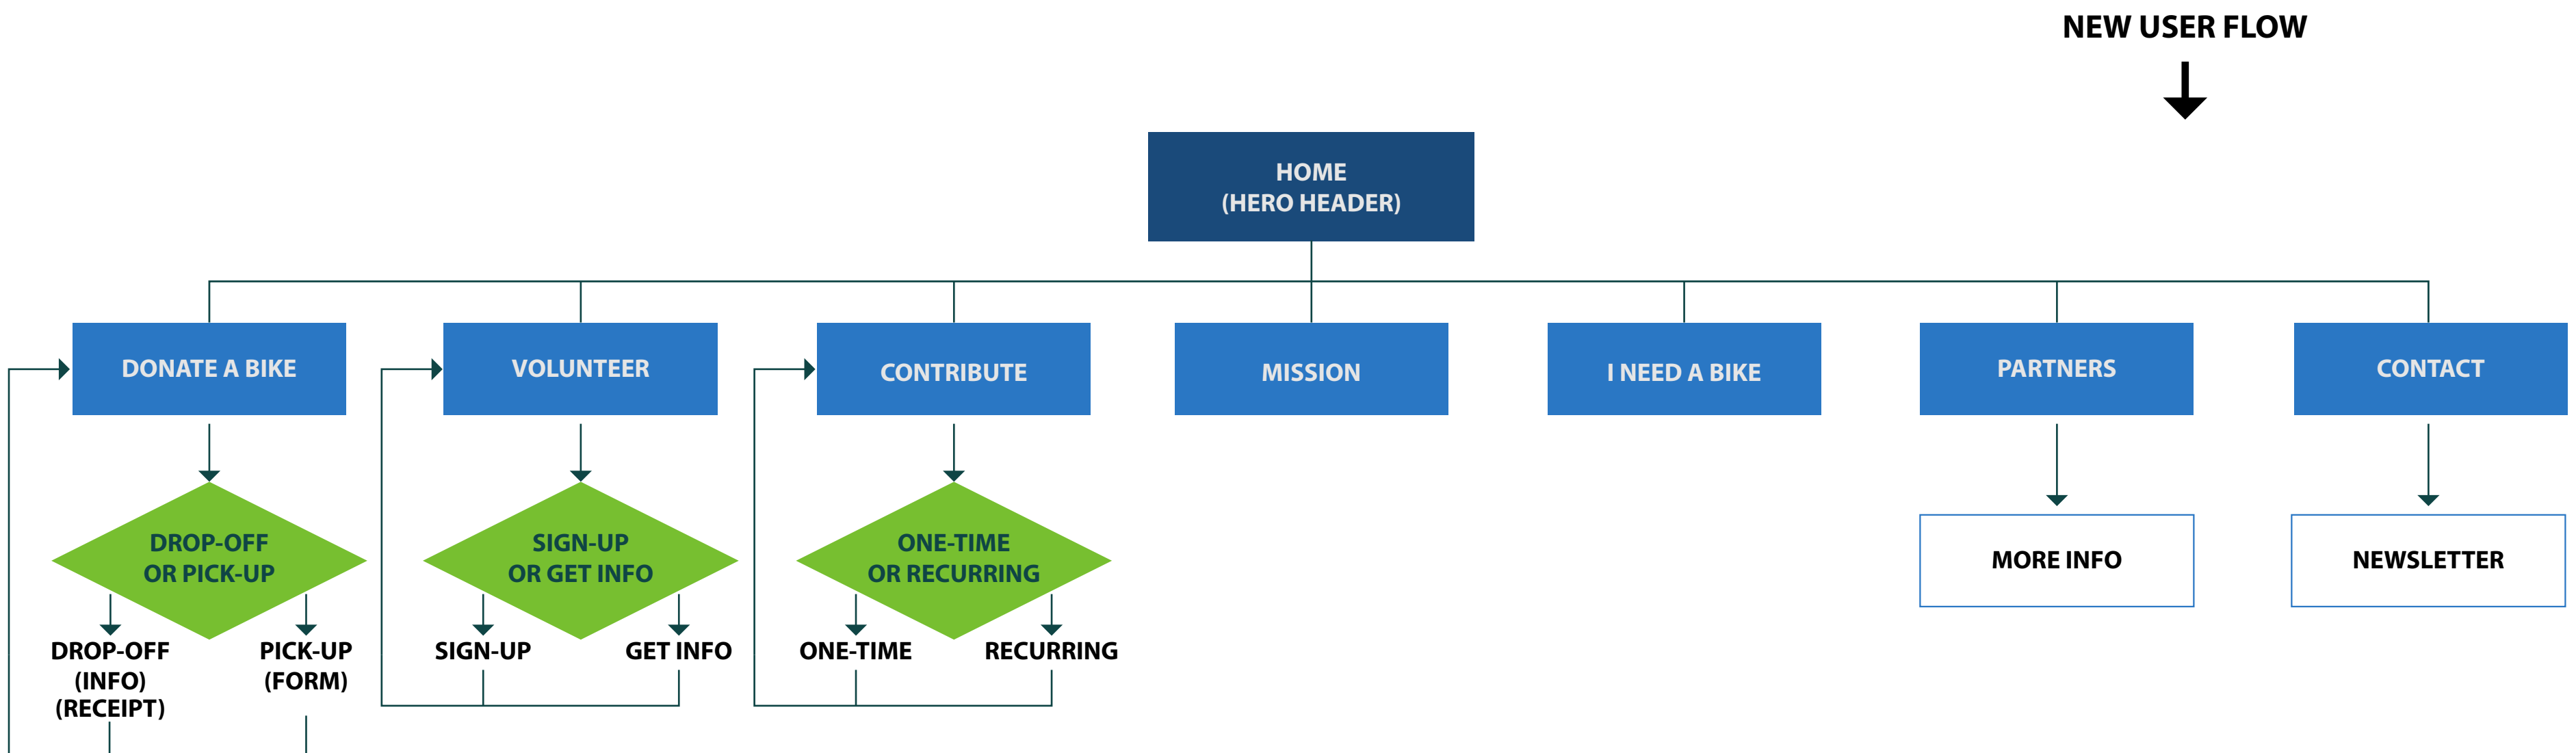 NEW USER FLOW
HOME
(HERO HEADER)
DONATE A BIKE
VOLUNTEER
CONTRIBUTE
MISSION
I NEED A BIKE
PARTNERS
CONTACT
DROP-OFF
OR PICK-UP
SIGN-UP
OR GET INFO
ONE-TIME
OR RECURRING
MORE INFO
NEWSLETTER
DROP-OFF
(INFO)
(RECEIPT)
PICK-UP
(FORM)
SIGN-UP
GET INFO
ONE-TIME
RECURRING